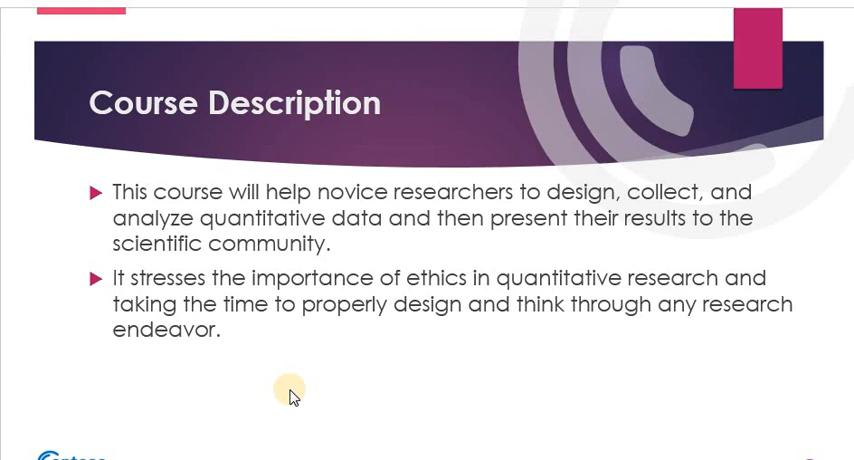 Course Description
This course will help novice researchers to design, collect, and
analyze quantitative data and then present their results to the
scientific community.
It stresses the importance of ethics in quantitative research and
taking the time to properly design and think through any research
endeavor.